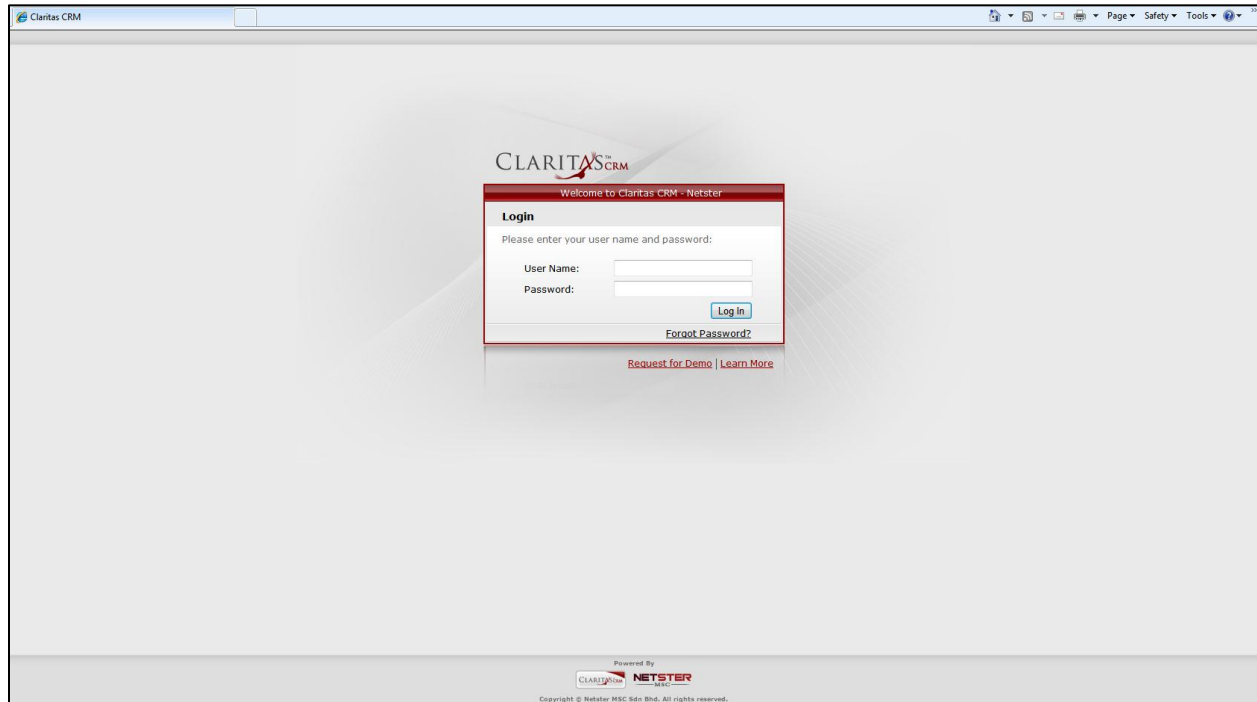 Claritas CRM
Page Safety Tools
CLARITAS™CRM
Welcome to Claritas CRM - Netster
Login
Please enter your user name and password:
User Name:
Password:
Log In
Forgot Password?
Request for Demo | Learn More
Powered By
CLARITAS CRM NETSTER
MSC
Copyright © Netster MSC Sdn Bhd. All rights reserved.